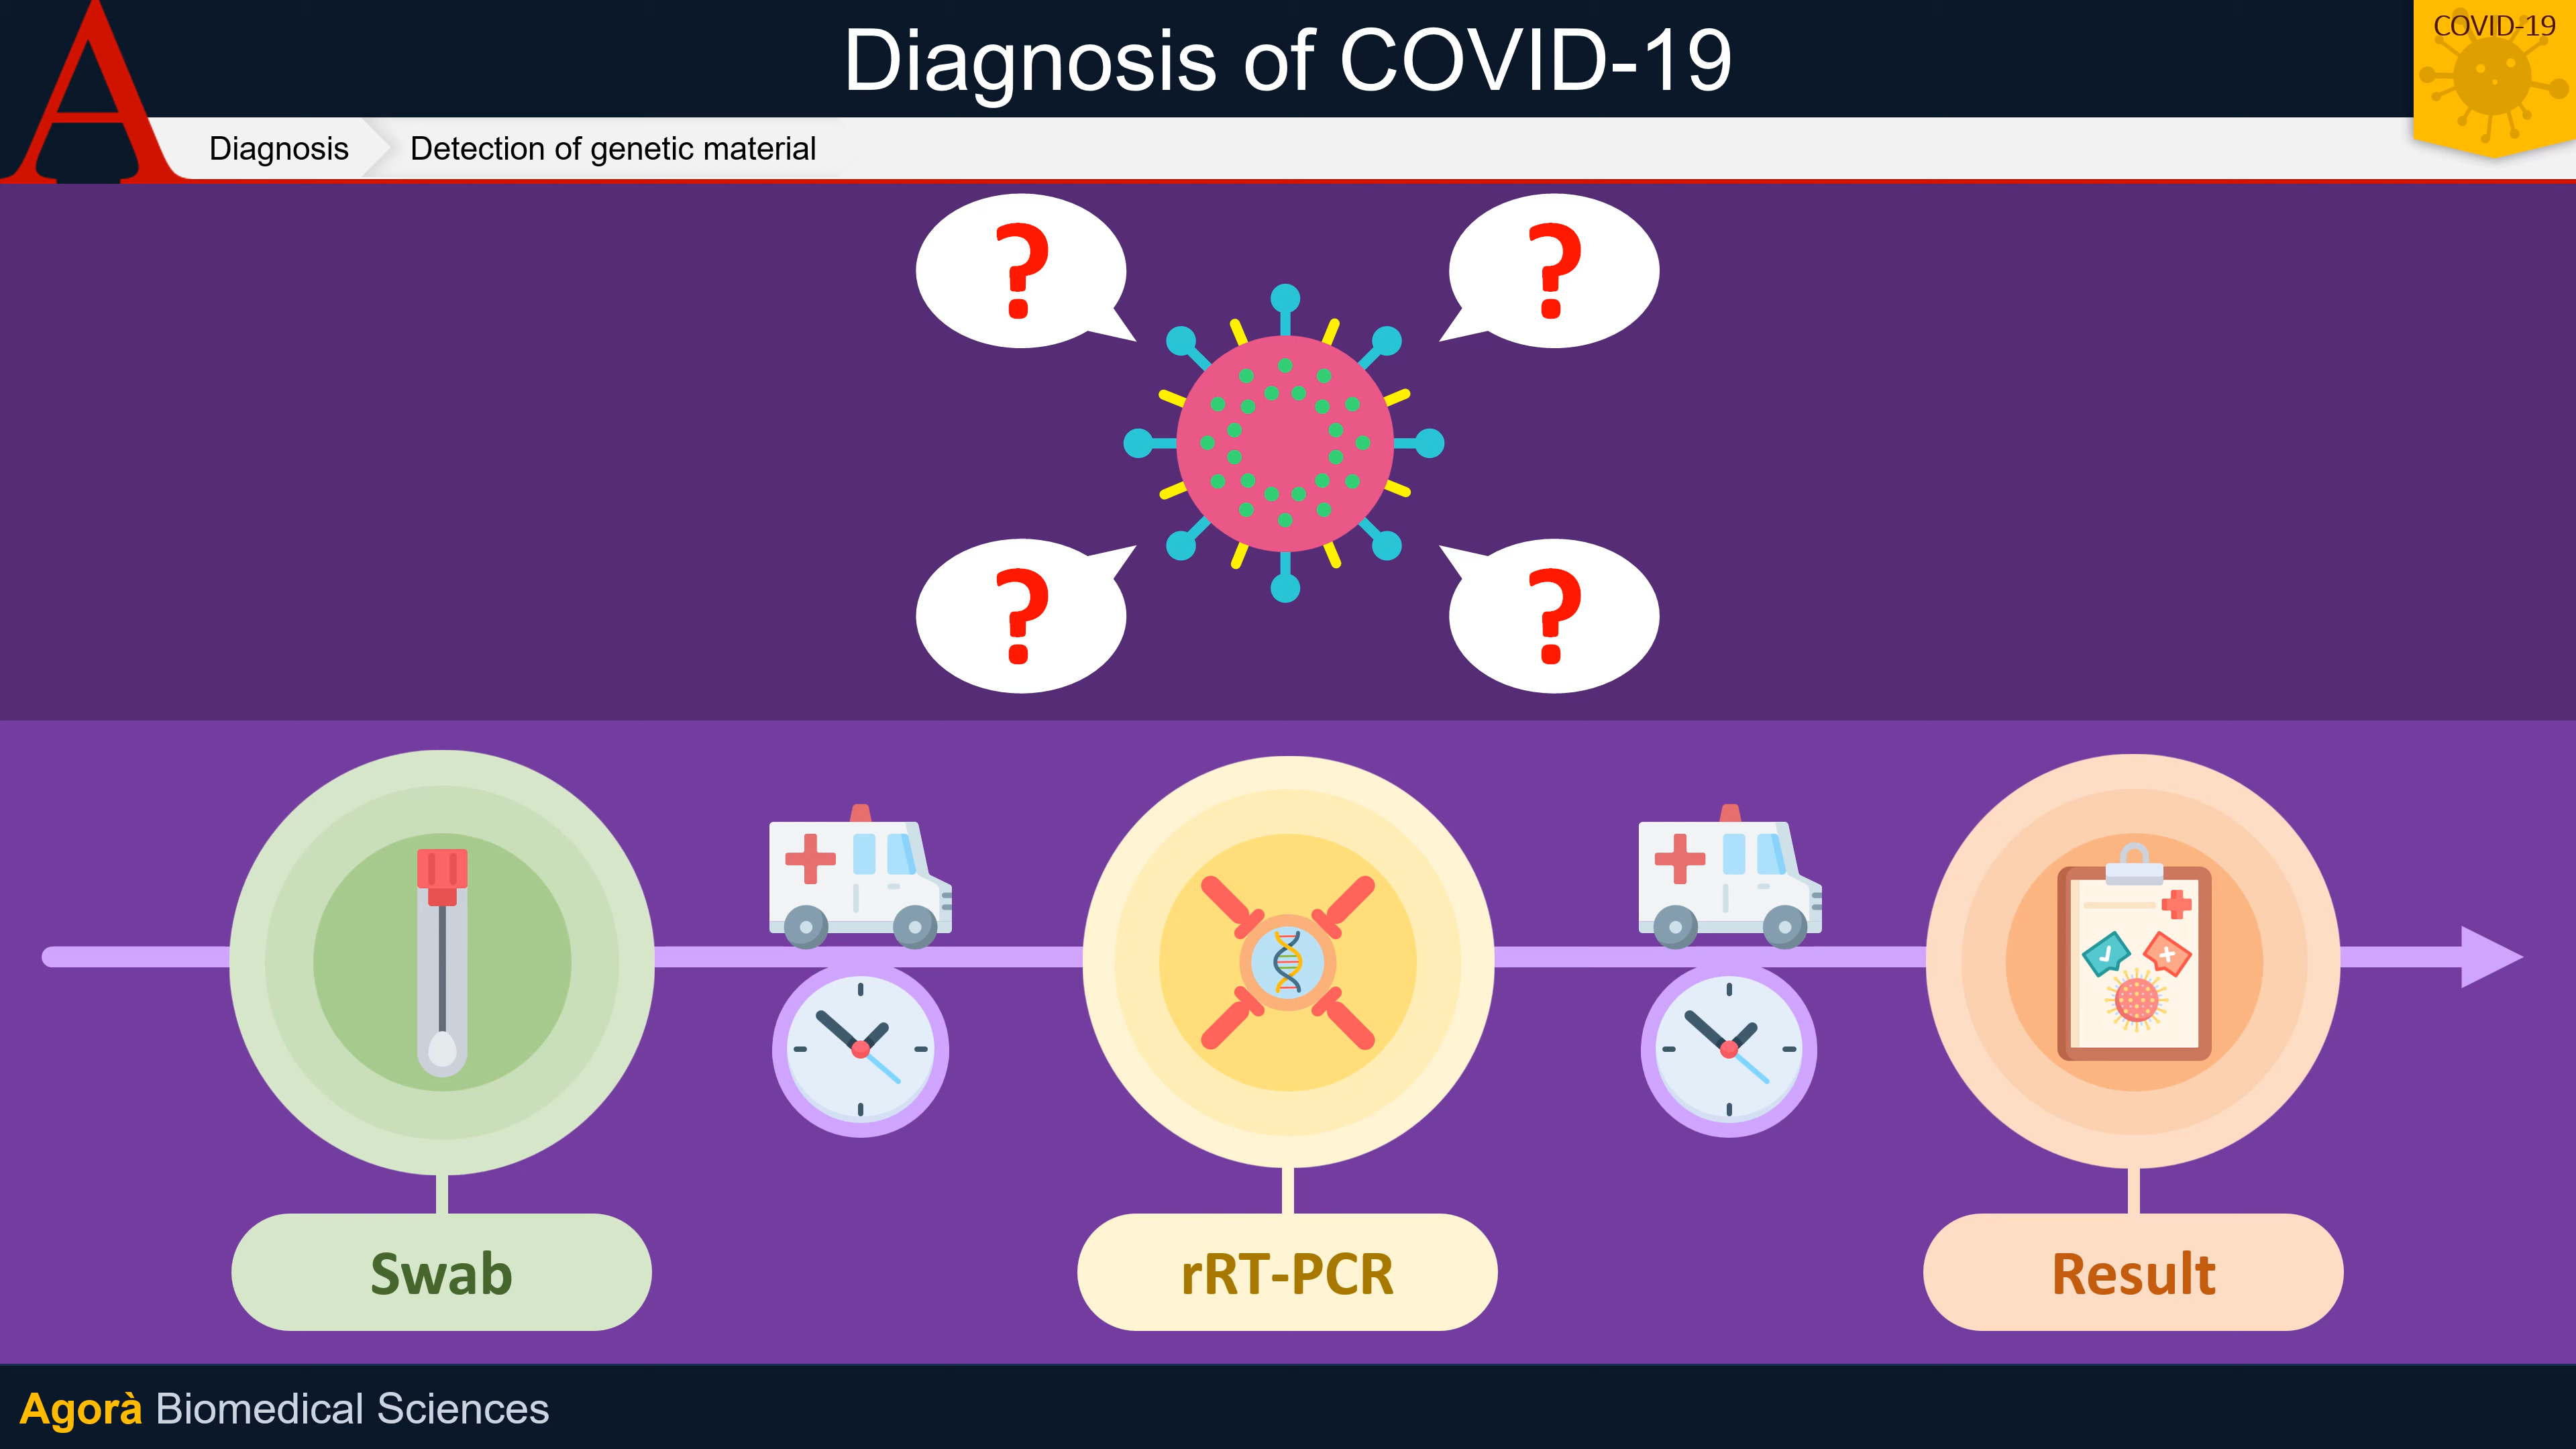 A
Diagnosis of COVID-19
COVID-19
Diagnosis
Detection of genetic material
?
?
?
?
Swab
rRT-PCR
Result
Agorà Biomedical Sciences